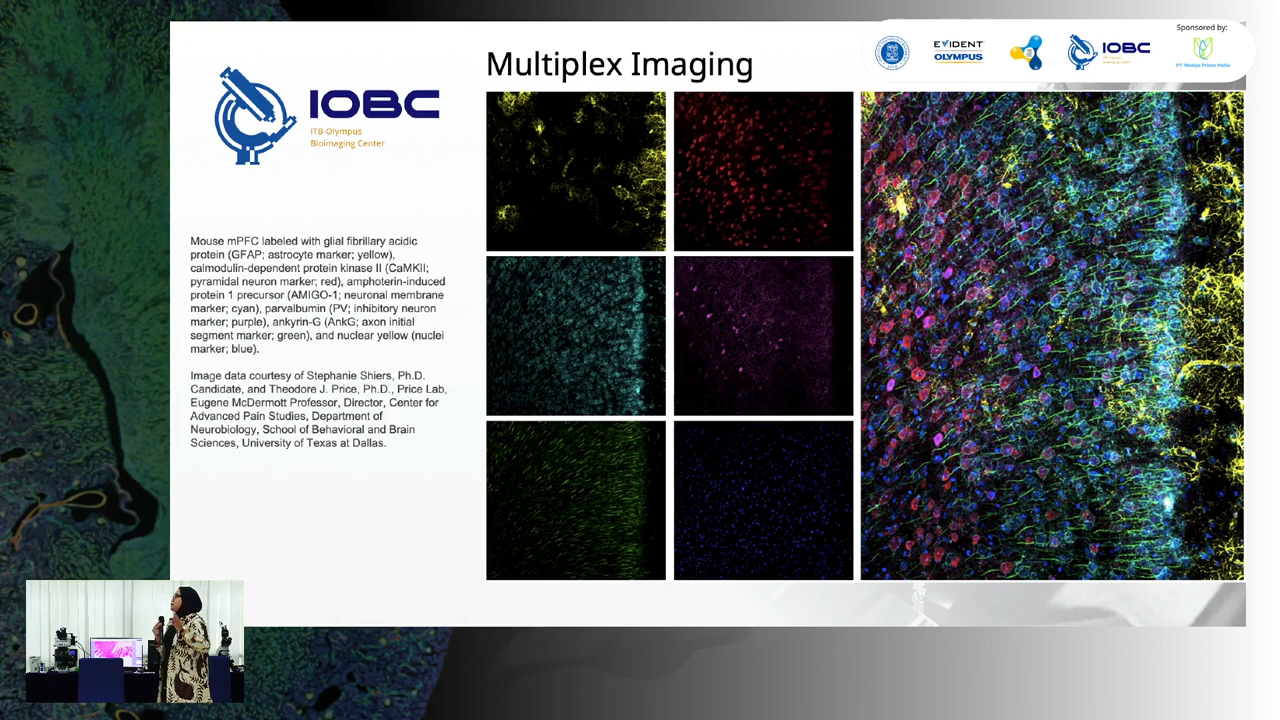 Multiplex Imaging
Sponsored by:
EVIDENT
OLYMPUS
IOBC
PT Wadya Prima Mulia
IOBC
ITB-Olympus
Bioimaging Center
Mouse mPFC labeled with glial fibrillary acidic
protein (GFAP; astrocyte marker; yellow),
calmodulin-dependent protein kinase II (CaMKII;
pyramidal neuron marker; red), amphoterin-induced
protein 1 precursor (AMIGO-1; neuronal membrane
marker; cyan), parvalbumin (PV; inhibitory neuron
marker; purple), ankyrin-G (AnkG; axon initial
segment marker; green), and nuclear yellow (nuclei
marker; blue).
Image data courtesy of Stephanie Shiers, Ph.D.
Candidate, and Theodore J. Price, Ph.D., Price Lab,
Eugene McDermott Professor, Director, Center for
Advanced Pain Studies, Department of
Neurobiology, School of Behavioral and Brain
Sciences, University of Texas at Dallas.